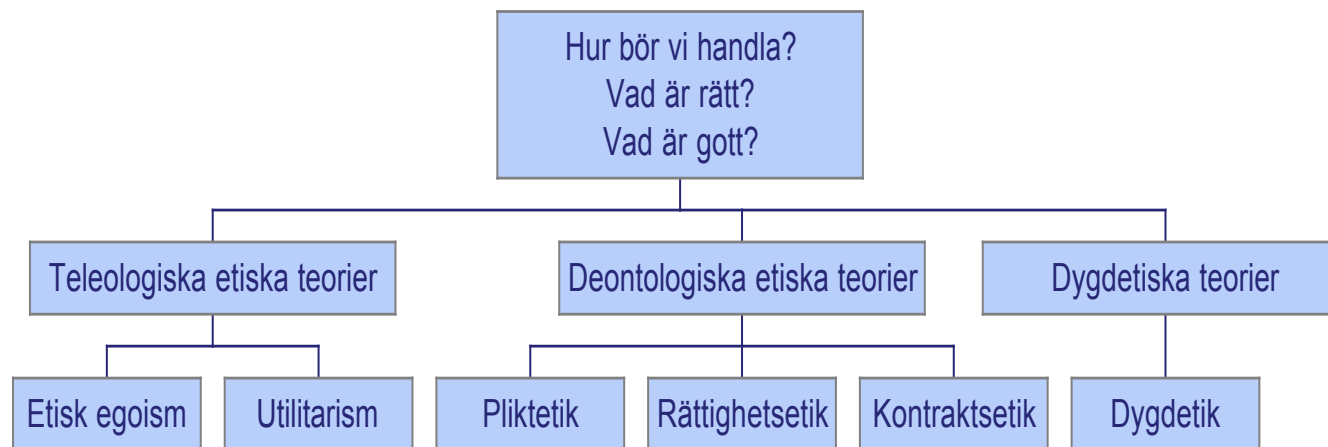 Hur bör vi handla?
Vad är rätt?
Vad är gott?
Teleologiska etiska teorier
Deontologiska etiska teorier
Dygdetiska teorier
Etisk egoism
Utilitarism
Pliktetik
Rättighetsetik
Kontraktsetik
Dygdetik